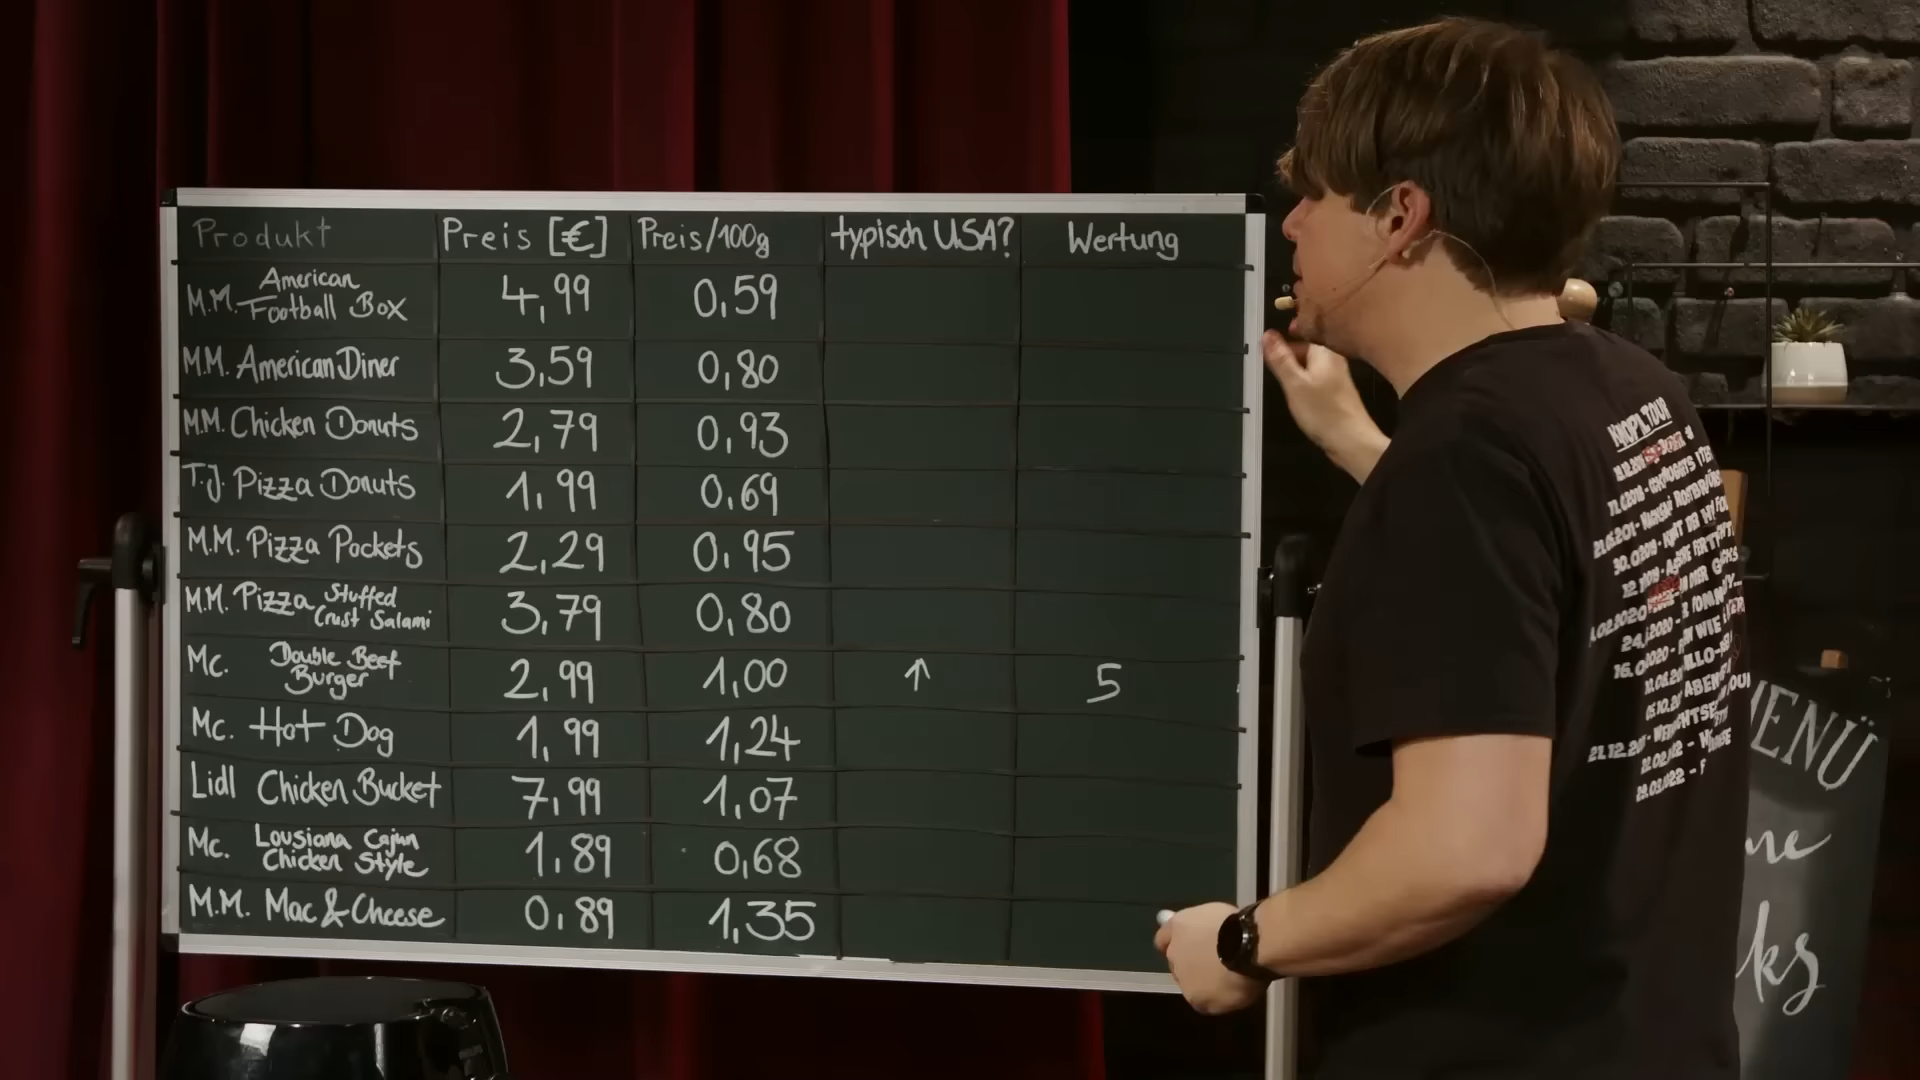 Produkt Preis [€] Preis/100g typisch USA? Wertung
M.M. American Football Box 4,99 0,59
M.M. American Diner 3,59 0,80
M.M. Chicken Donuts 2,79 0,93
T.J. Pizza Donuts 1,99 0,69
M.M. Pizza Pockets 2,29 0,95
M.M. Pizza Stuffed Crust Salami 3,79 0,80
Mc. Double Beef Burger 2,99 1,00 ↑ 5
Mc. Hot Dog 1,99 1,24
Lidl Chicken Bucket 7,99 1,07
Mc. Lousiana Cajun Chicken Style 1,89 0,68
M.M. Mac & Cheese 0,89 1,35
TOUR